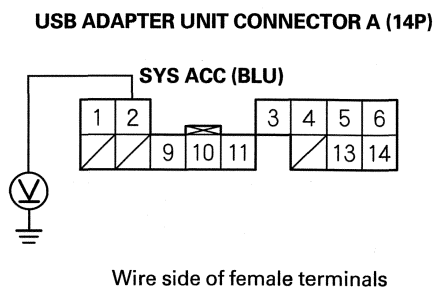 USB ADAPTER UNIT CONNECTOR A (14P)
SYS ACC (BLU)
1 2 3 4 5 6
9 10 11 13 14
V
Wire side of female terminals